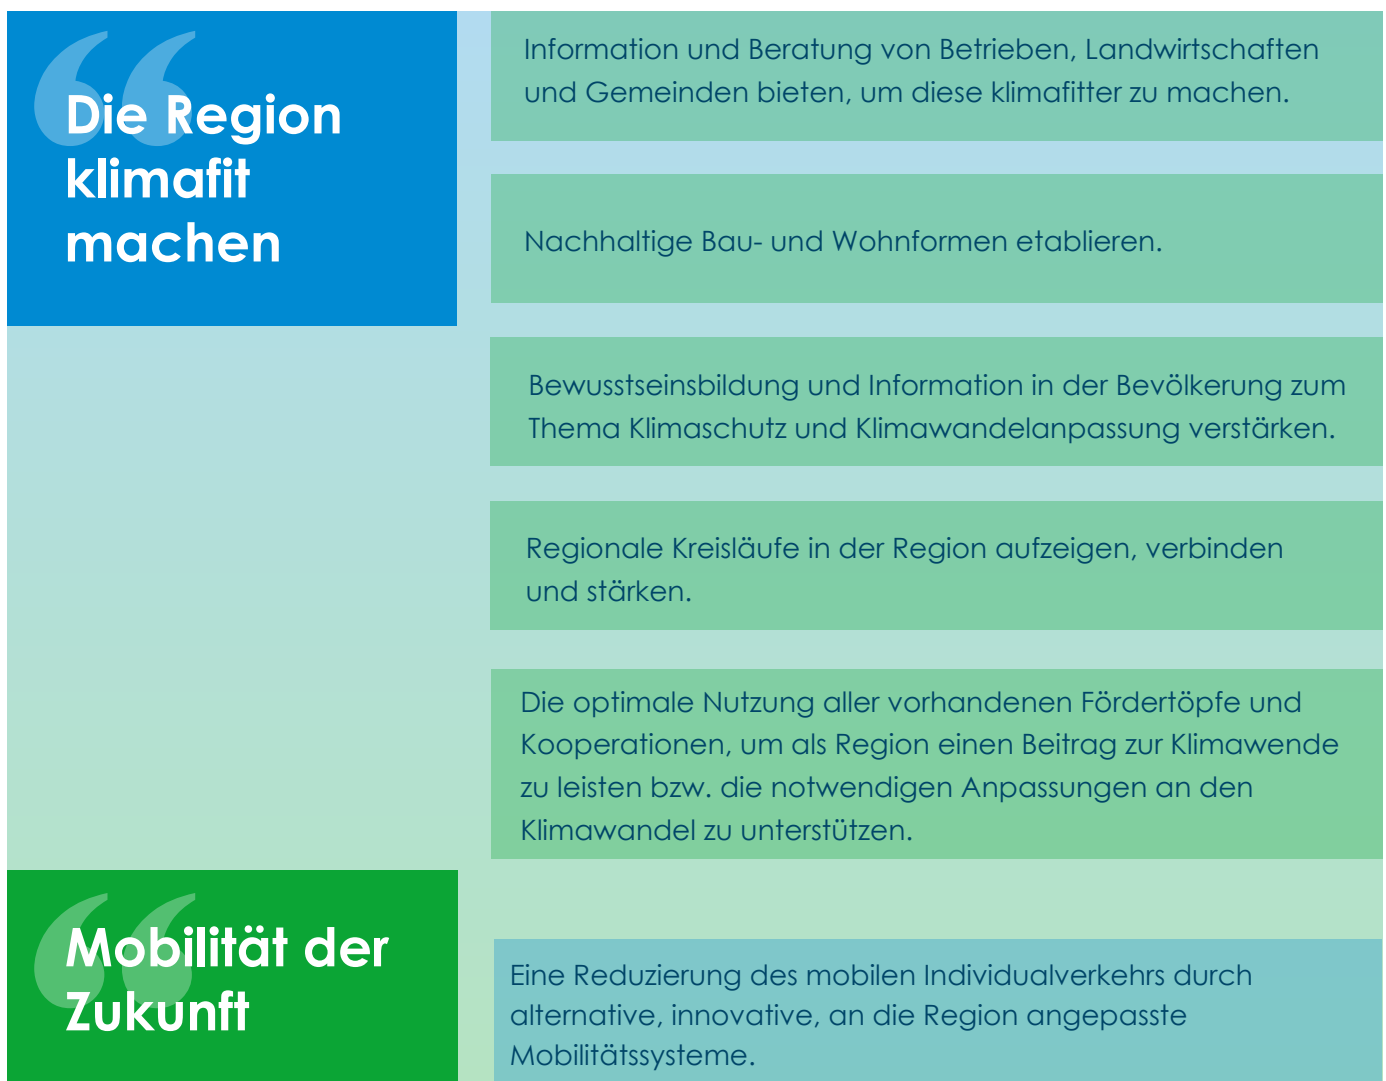 Die Region
klimafit
machen
Information und Beratung von Betrieben, Landwirtschaften
und Gemeinden bieten, um diese klimafitter zu machen.
Nachhaltige Bau- und Wohnformen etablieren.
Bewusstseinsbildung und Information in der Bevölkerung zum
Thema Klimaschutz und Klimawandelanpassung verstärken.
Regionale Kreisläufe in der Region aufzeigen, verbinden
und stärken.
Die optimale Nutzung aller vorhandenen Fördertöpfe und
Kooperationen, um als Region einen Beitrag zur Klimawende
zu leisten bzw. die notwendigen Anpassungen an den
Klimawandel zu unterstützen.
Mobilität der
Zukunft
Eine Reduzierung des mobilen Individualverkehrs durch
alternative, innovative, an die Region angepasste
Mobilitätssysteme.